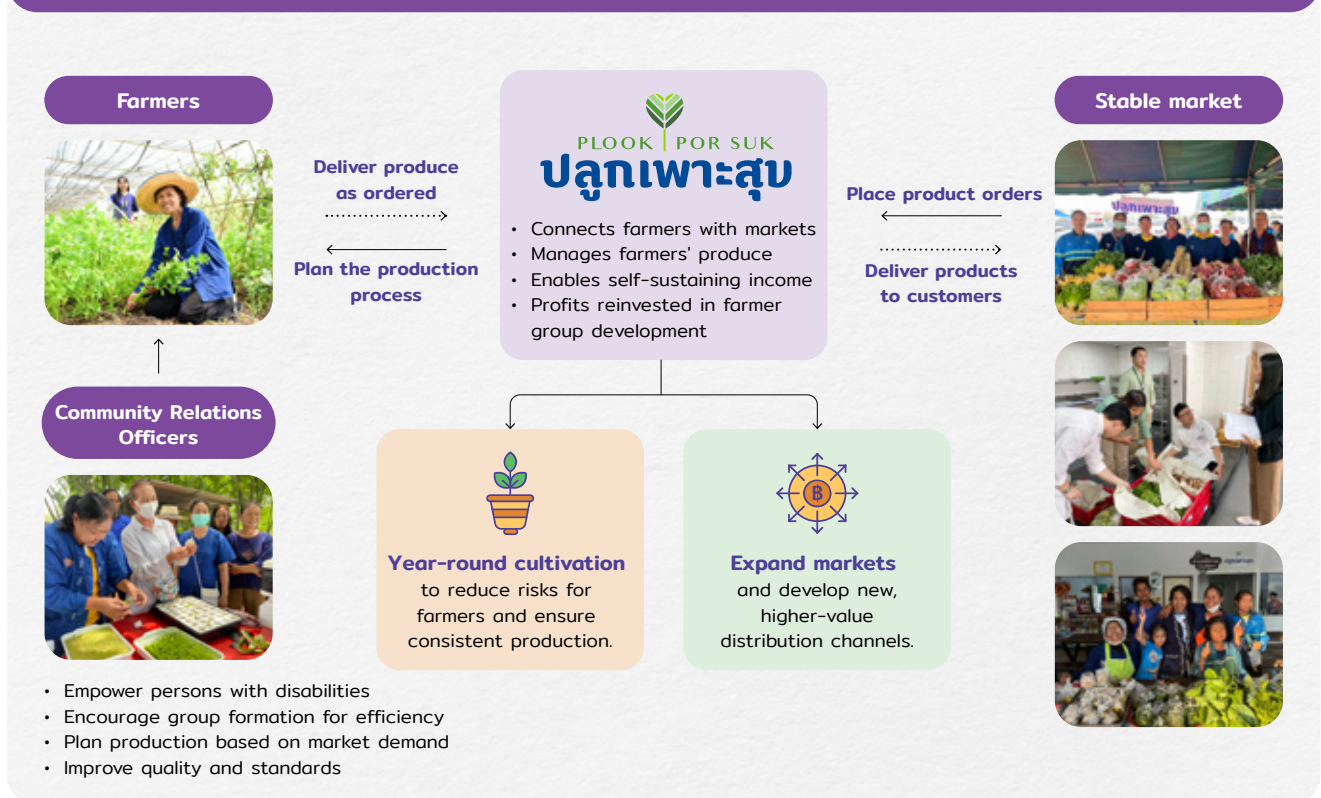 Farmers
Deliver produce
as ordered
Plan the production
process
PLOOK POR SUK
ปลูกเพาะสุข
• Connects farmers with markets
• Manages farmers' produce
• Enables self-sustaining income
• Profits reinvested in farmer
group development
Place product orders
Deliver products
to customers
Stable market
ปลูกเพาะสุข
Community Relations
Officers
• Empower persons with disabilities
• Encourage group formation for efficiency
• Plan production based on market demand
• Improve quality and standards
฿
Year-round cultivation
to reduce risks for
farmers and ensure
consistent production.
Expand markets
and develop new,
higher-value
distribution channels.